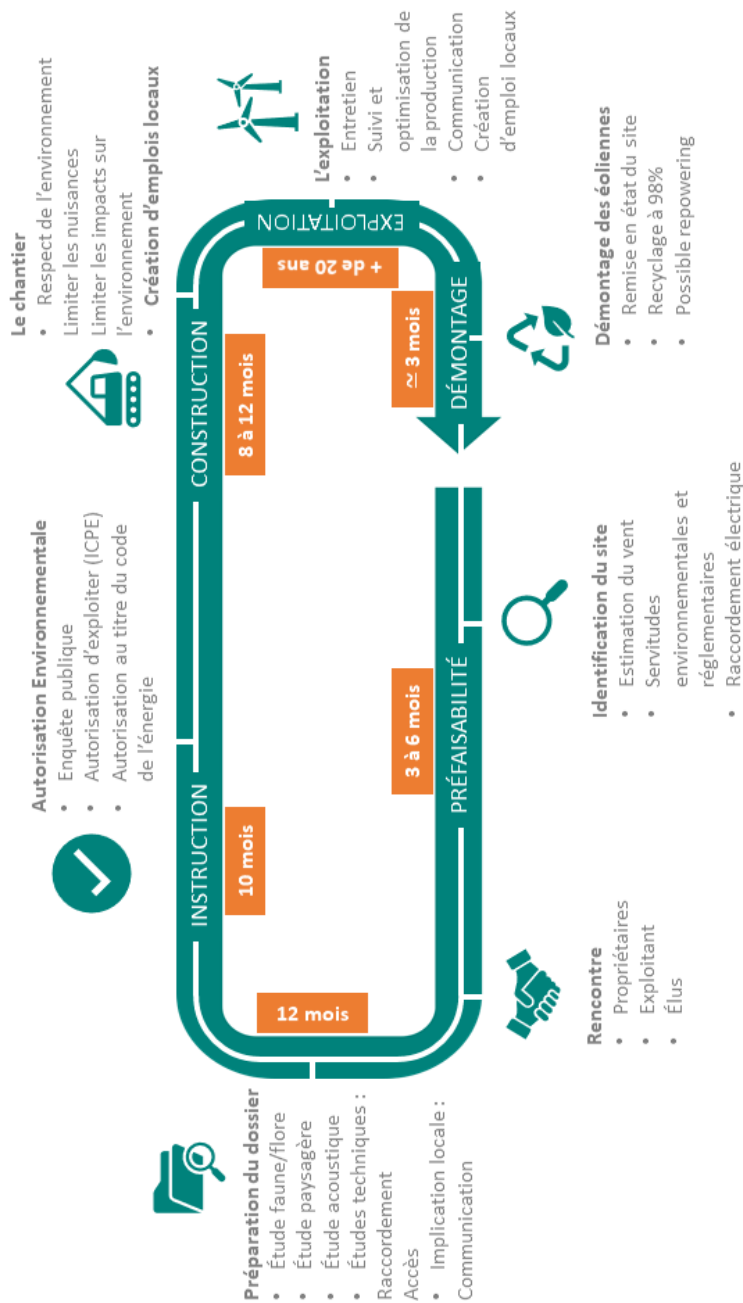 Préparation du dossier
• Étude faune/flore
• Étude paysagère
• Étude acoustique
• Études techniques :
Raccordement
Accès
• Implication locale :
Communication
Autorisation Environnementale
• Enquête publique
• Autorisation d'exploiter (ICPE)
• Autorisation au titre du code
de l'énergie
Le chantier
• Respect de l'environnement
Limiter les nuisances
Limiter les impacts sur
l'environnement
• Création d'emplois locaux
INSTRUCTION
CONSTRUCTION
10 mois
8 à 12 mois
12 mois
EXPLOITATION
+ de 20 ans
L'exploitation
• Entretien
• Suivi et
optimisation de
la production
• Communication
• Création
d'emploi locaux
3 à 6 mois
≃ 3 mois
PRÉFAISABILITÉ
DÉMONTAGE
Rencontre
• Propriétaires
• Exploitant
• Élus
Identification du site
• Estimation du vent
• Servitudes
environnementales et
réglementaires
• Raccordement électrique
Démontage des éoliennes
• Remise en état du site
• Recyclage à 98%
• Possible repowering